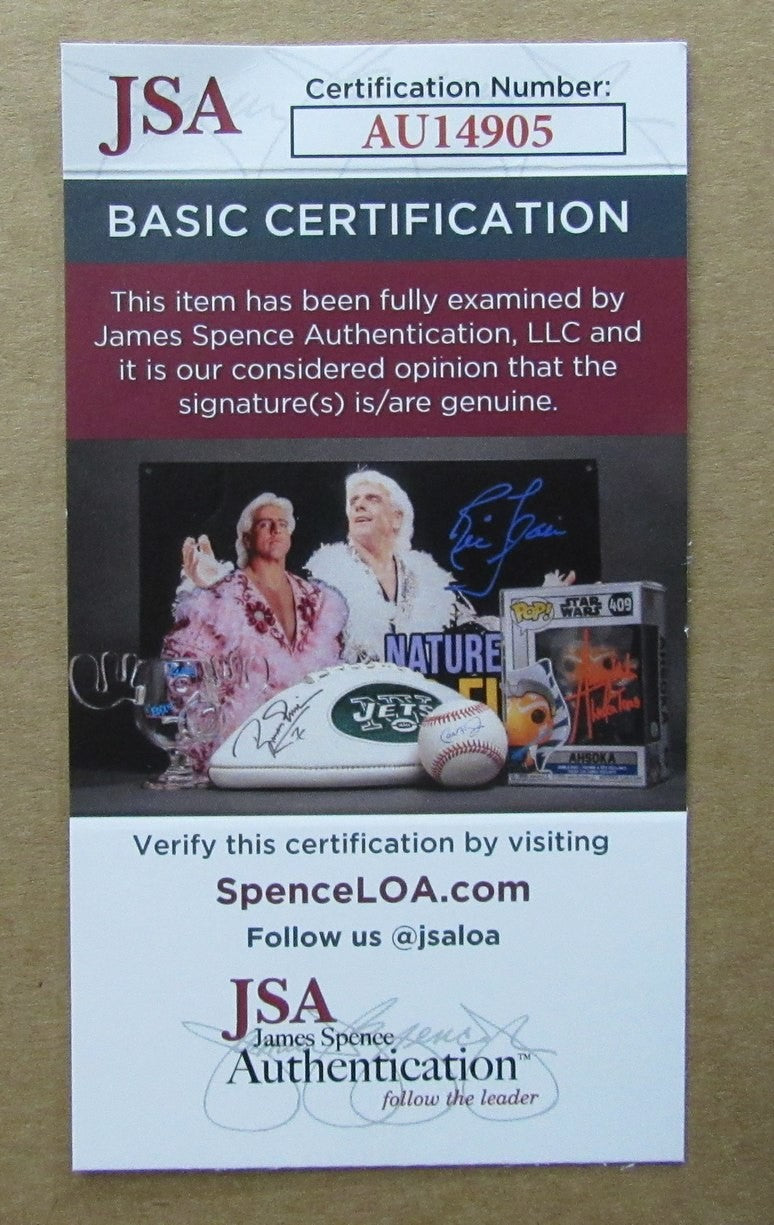 JSA
Certification Number:
AU14905
BASIC CERTIFICATION
This item has been fully examined by
James Spence Authentication, LLC and
it is our considered opinion that the
signature(s) is/are genuine.
Ric Flair
NATURE
POP!
STAR
WARS
409
JETS
AHSOKA
Verify this certification by visiting
SpenceLOA.com
Follow us @jsaloa
JSA
James Spence
Authentication™
follow the leader